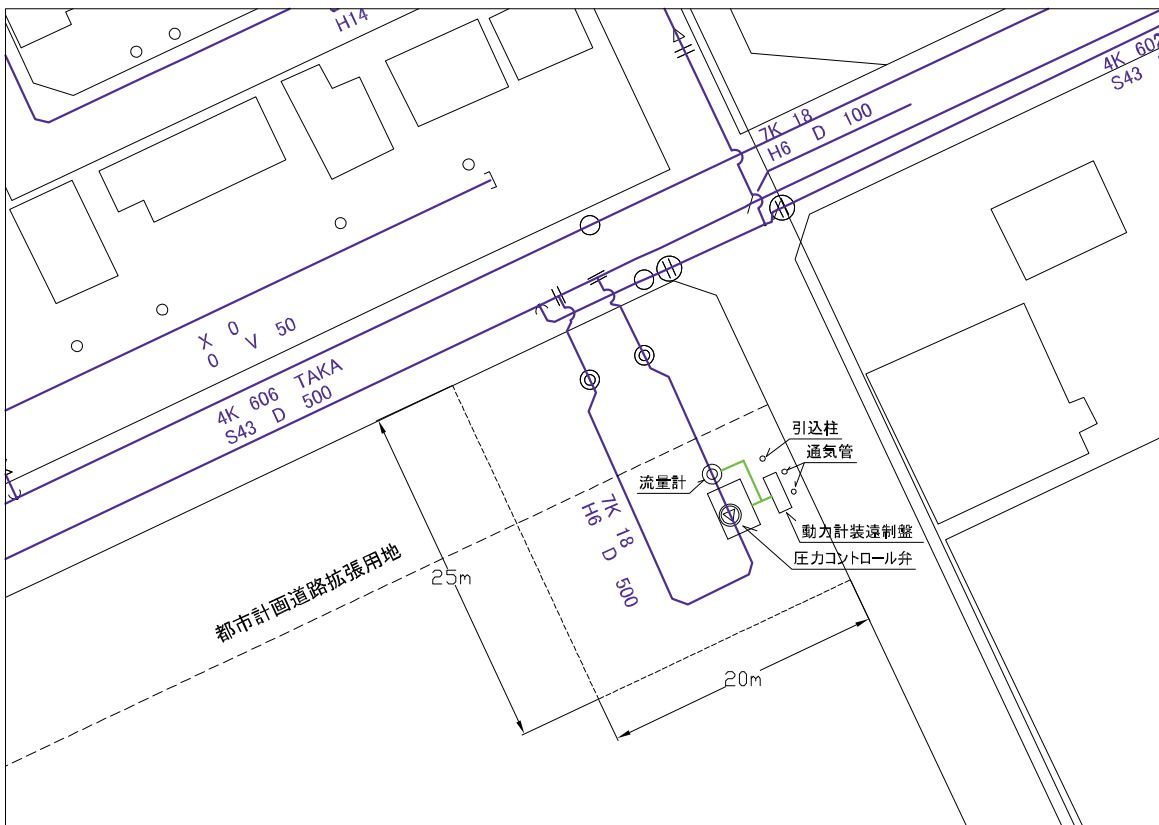 H14
7K 18
H6 D 100
4K 602
S43
X 0
0 V 50
4K 606 TAKA
S43 D 500
引込柱
通気管
流量計
7K 18
H6 D 500
動力計装遠制盤
圧力コントロール弁
都市計画道路拡張用地
25m
20m